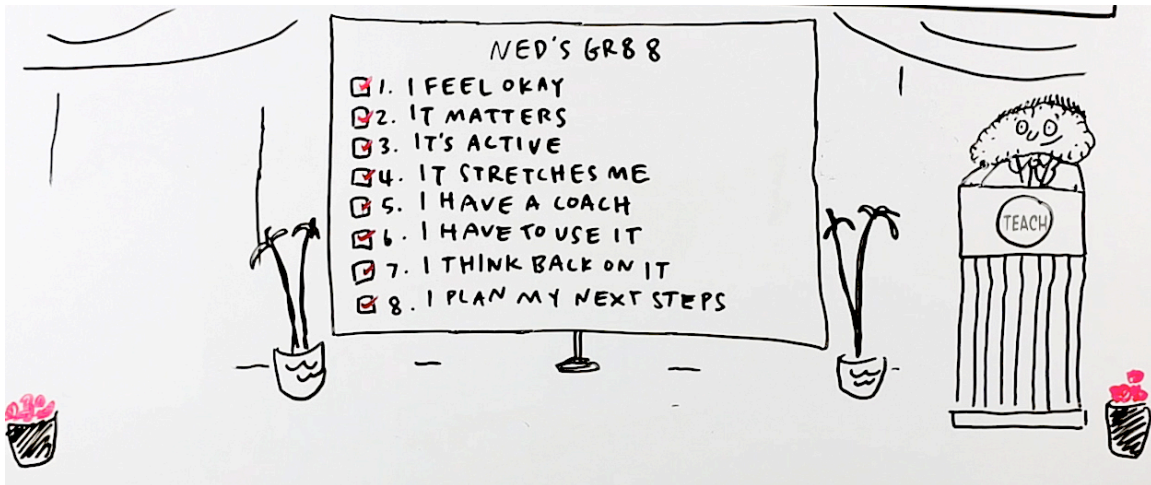 NED'S GR8 8
1. I FEEL OKAY
2. IT MATTERS
3. IT'S ACTIVE
4. IT STRETCHES ME
5. I HAVE A COACH
6. I HAVE TO USE IT
7. I THINK BACK ON IT
8. I PLAN MY NEXT STEPS
TEACH